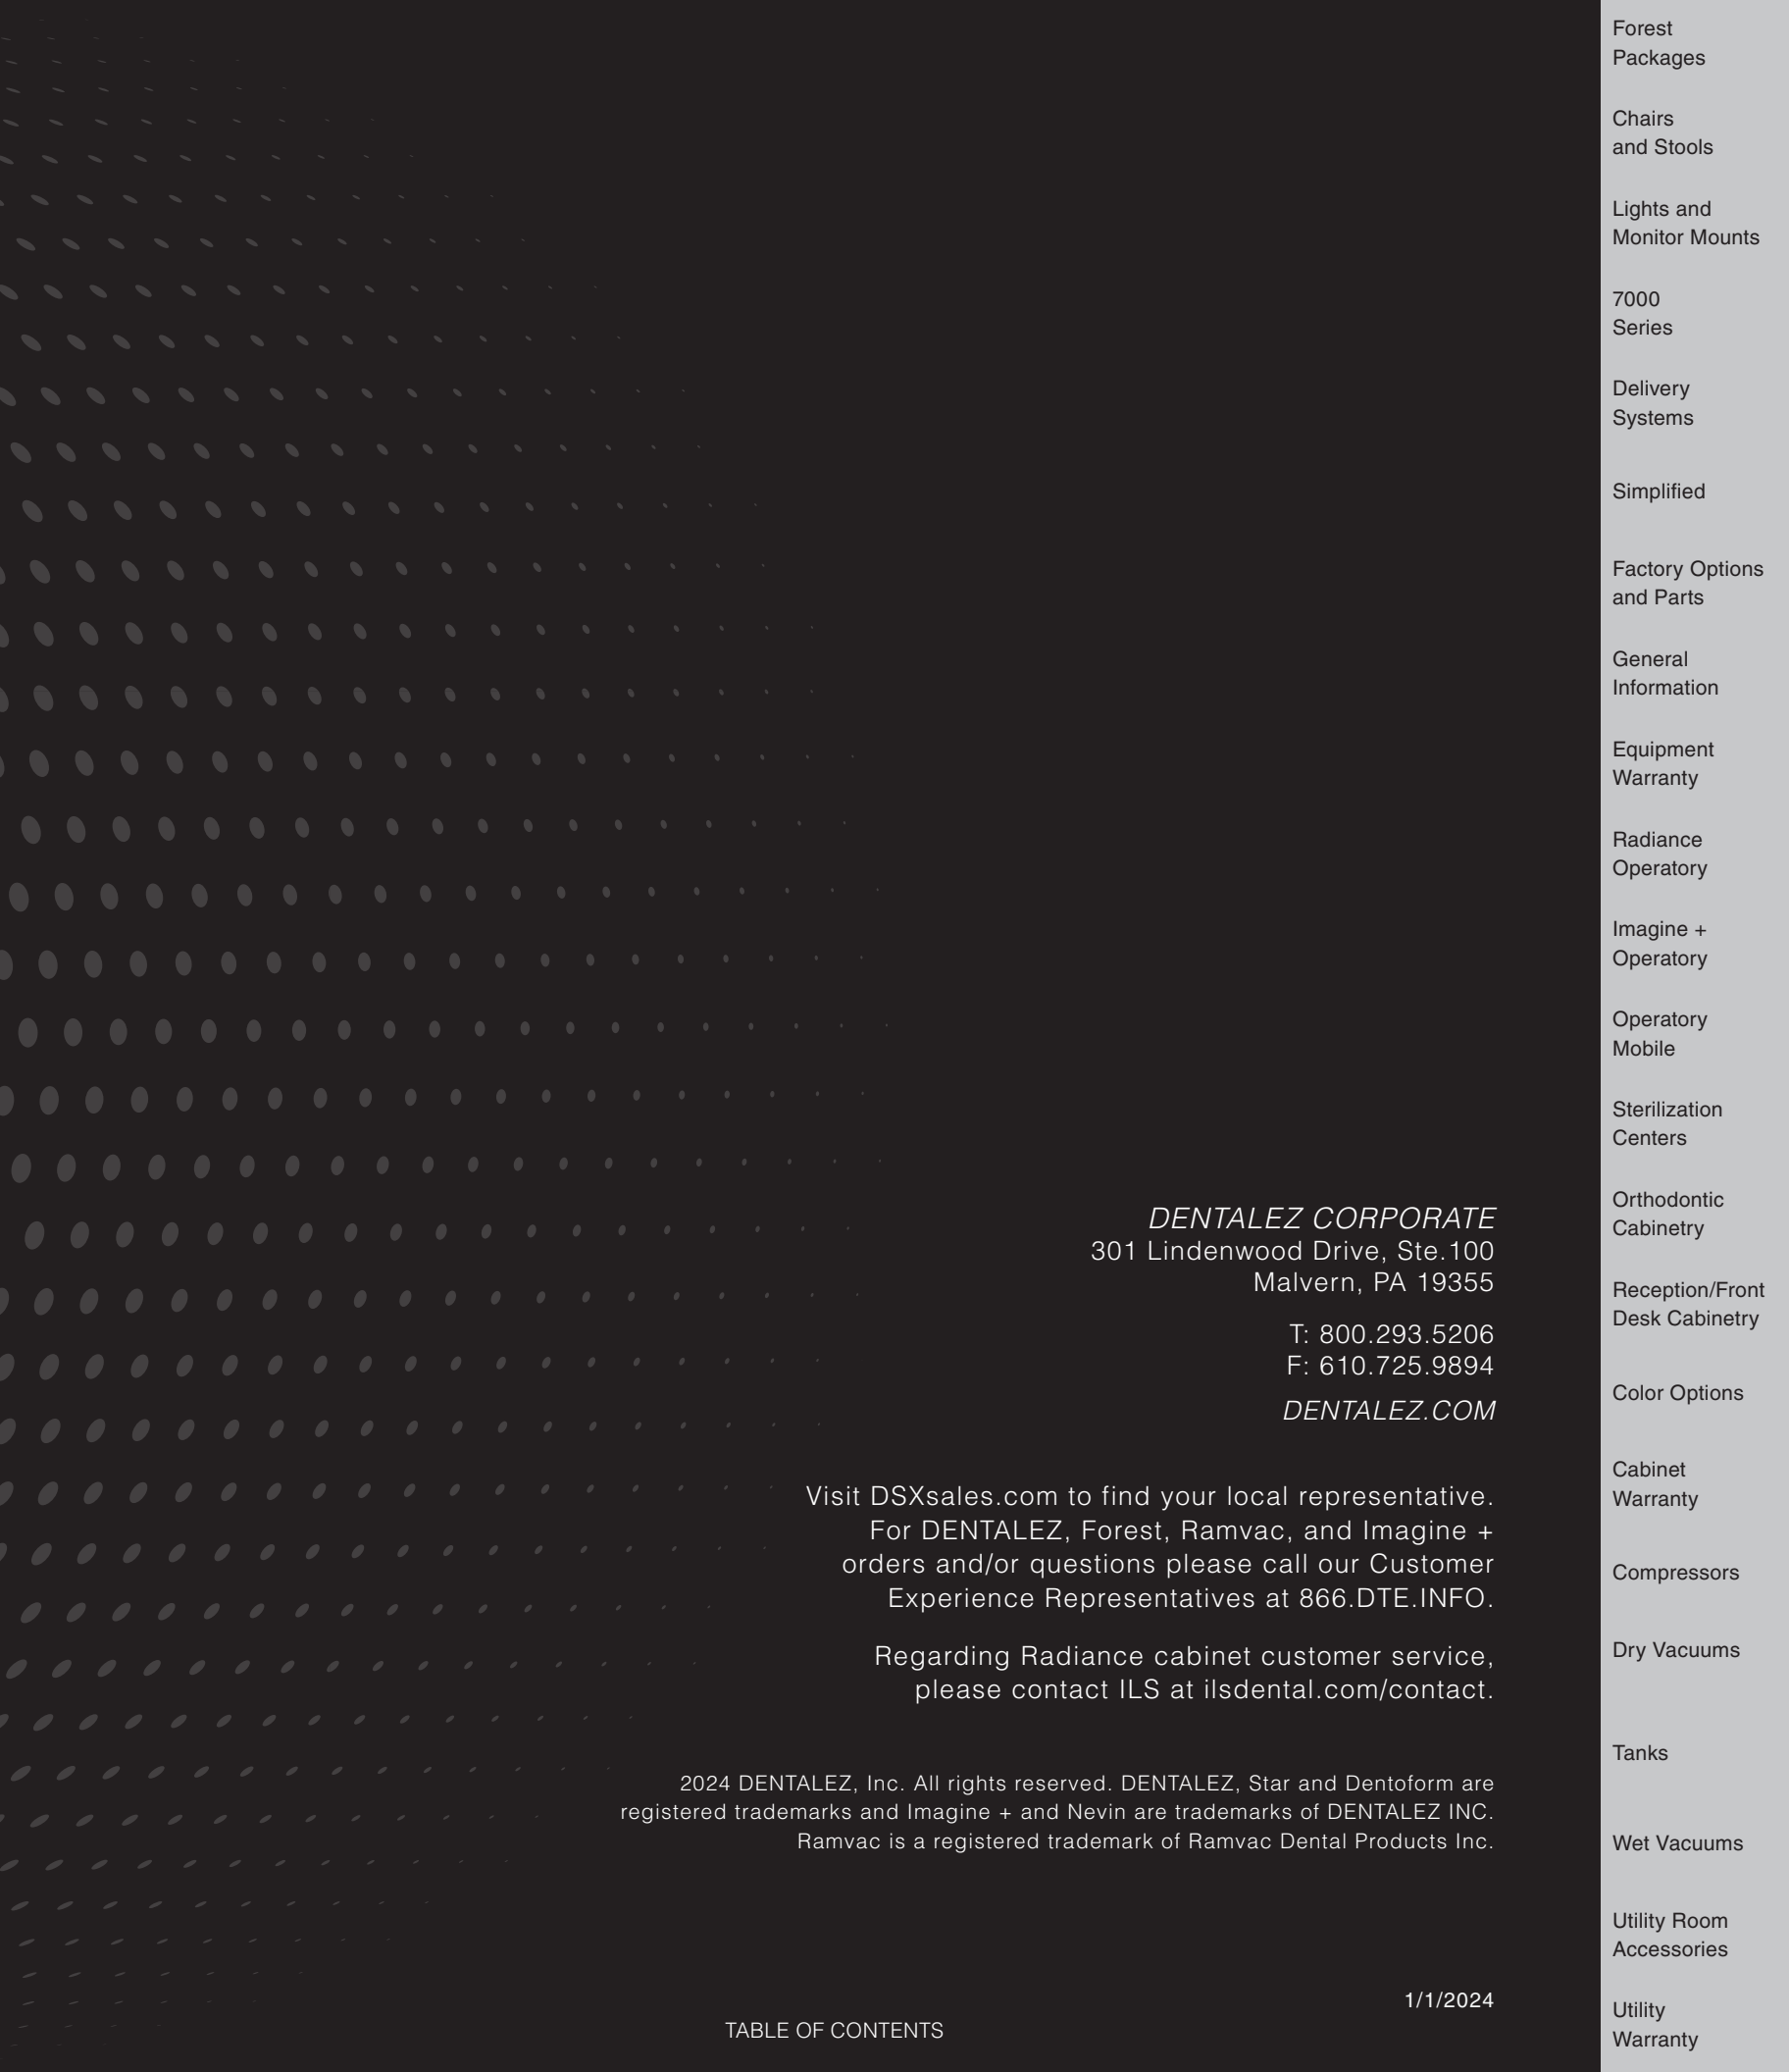 DENTALEZ CORPORATE
301 Lindenwood Drive, Ste.100
Malvern, PA 19355
T: 800.293.5206
F: 610.725.9894
DENTALEZ.COM
Visit DSXsales.com to find your local representative.
For DENTALEZ, Forest, Ramvac, and Imagine +
orders and/or questions please call our Customer
Experience Representatives at 866.DTE.INFO.
Regarding Radiance cabinet customer service,
please contact ILS at ilsdental.com/contact.
2024 DENTALEZ, Inc. All rights reserved. DENTALEZ, Star and Dentoform are
registered trademarks and Imagine + and Nevin are trademarks of DENTALEZ INC.
Ramvac is a registered trademark of Ramvac Dental Products Inc.
1/1/2024
TABLE OF CONTENTS
Forest
Packages
Chairs
and Stools
Lights and
Monitor Mounts
7000
Series
Delivery
Systems
Simplified
Factory Options
and Parts
General
Information
Equipment
Warranty
Radiance
Operatory
Imagine +
Operatory
Operatory
Mobile
Sterilization
Centers
Orthodontic
Cabinetry
Reception/Front
Desk Cabinetry
Color Options
Cabinet
Warranty
Compressors
Dry Vacuums
Tanks
Wet Vacuums
Utility Room
Accessories
Utility
Warranty